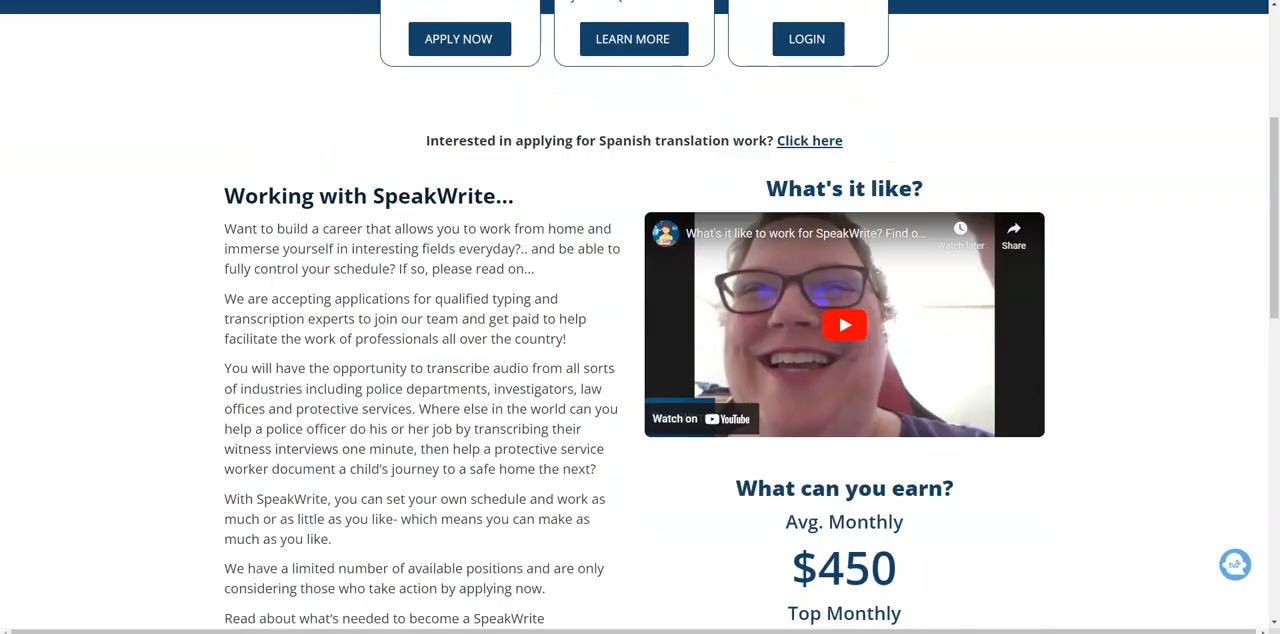 APPLY NOW
LEARN MORE
LOGIN
Interested in applying for Spanish translation work? Click here
Working with SpeakWrite...
Want to build a career that allows you to work from home and
immerse yourself in interesting fields everyday?.. and be able to
fully control your schedule? If so, please read on...
We are accepting applications for qualified typing and
transcription experts to join our team and get paid to help
facilitate the work of professionals all over the country!
You will have the opportunity to transcribe audio from all sorts
of industries including police departments, investigators, law
offices and protective services. Where else in the world can you
help a police officer do his or her job by transcribing their
witness interviews one minute, then help a protective service
worker document a child's journey to a safe home the next?
With SpeakWrite, you can set your own schedule and work as
much or as little as you like- which means you can make as
much as you like.
We have a limited number of available positions and are only
considering those who take action by applying now.
Read about what's needed to become a SpeakWrite
What's it like?
What's it like to work for SpeakWrite? Find o...
Watch later
Share
Watch on YouTube
What can you earn?
Avg. Monthly
$450
Top Monthly